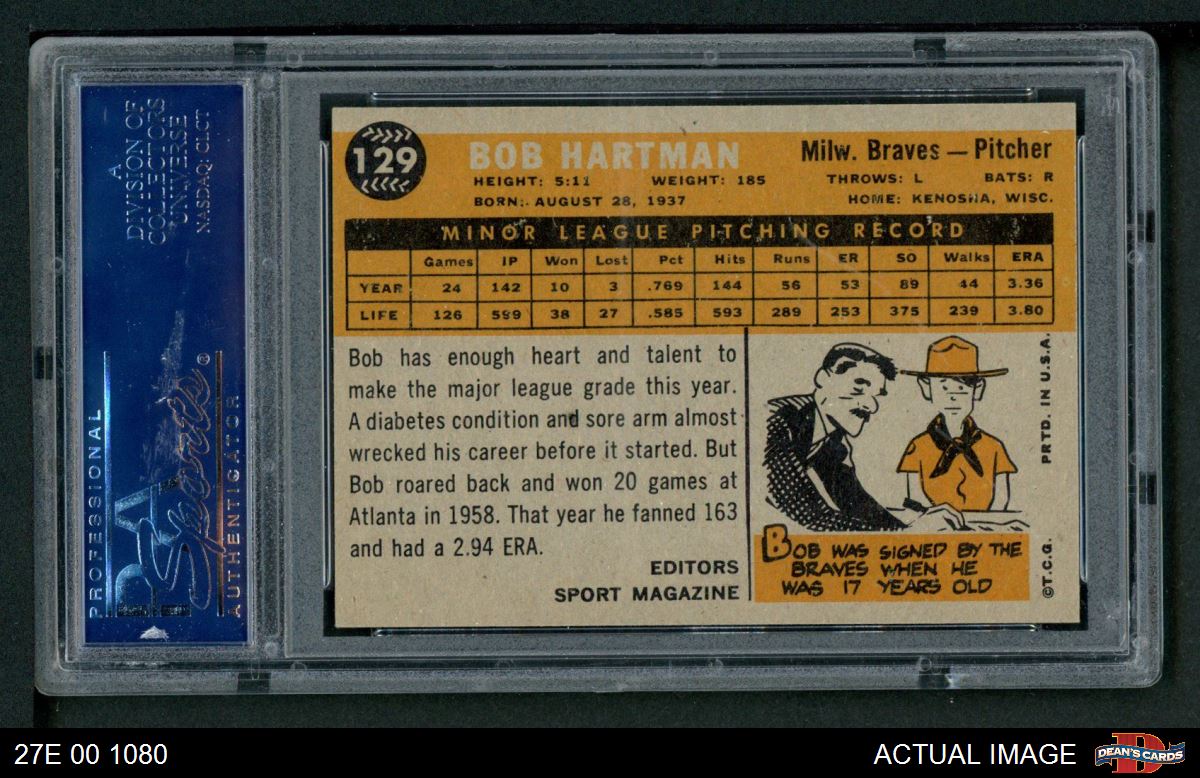 A
DIVISION OF
COLLECTORS
UNIVERSE
NASDAQ: CLCT
PROFESSIONAL
PSA
Sports®
AUTHENTICATOR
129
BOB HARTMAN
Milw. Braves — Pitcher
HEIGHT: 5:11 WEIGHT: 185 THROWS: L BATS: R
BORN: AUGUST 28, 1937 HOME: KENOSHA, WISC.
MINOR LEAGUE PITCHING RECORD
Games IP Won Lost Pct Hits Runs ER SO Walks ERA
YEAR 24 142 10 3 .769 144 56 53 89 44 3.36
LIFE 126 599 38 27 .585 593 289 253 375 239 3.80
Bob has enough heart and talent to
make the major league grade this year.
A diabetes condition and sore arm almost
wrecked his career before it started. But
Bob roared back and won 20 games at
Atlanta in 1958. That year he fanned 163
and had a 2.94 ERA.
EDITORS
SPORT MAGAZINE
BOB WAS SIGNED BY THE
BRAVES WHEN HE
WAS 17 YEARS OLD
©T.C.G. PRTD. IN U.S.A.
27E 00 1080
ACTUAL IMAGE
DEAN'S CARDS